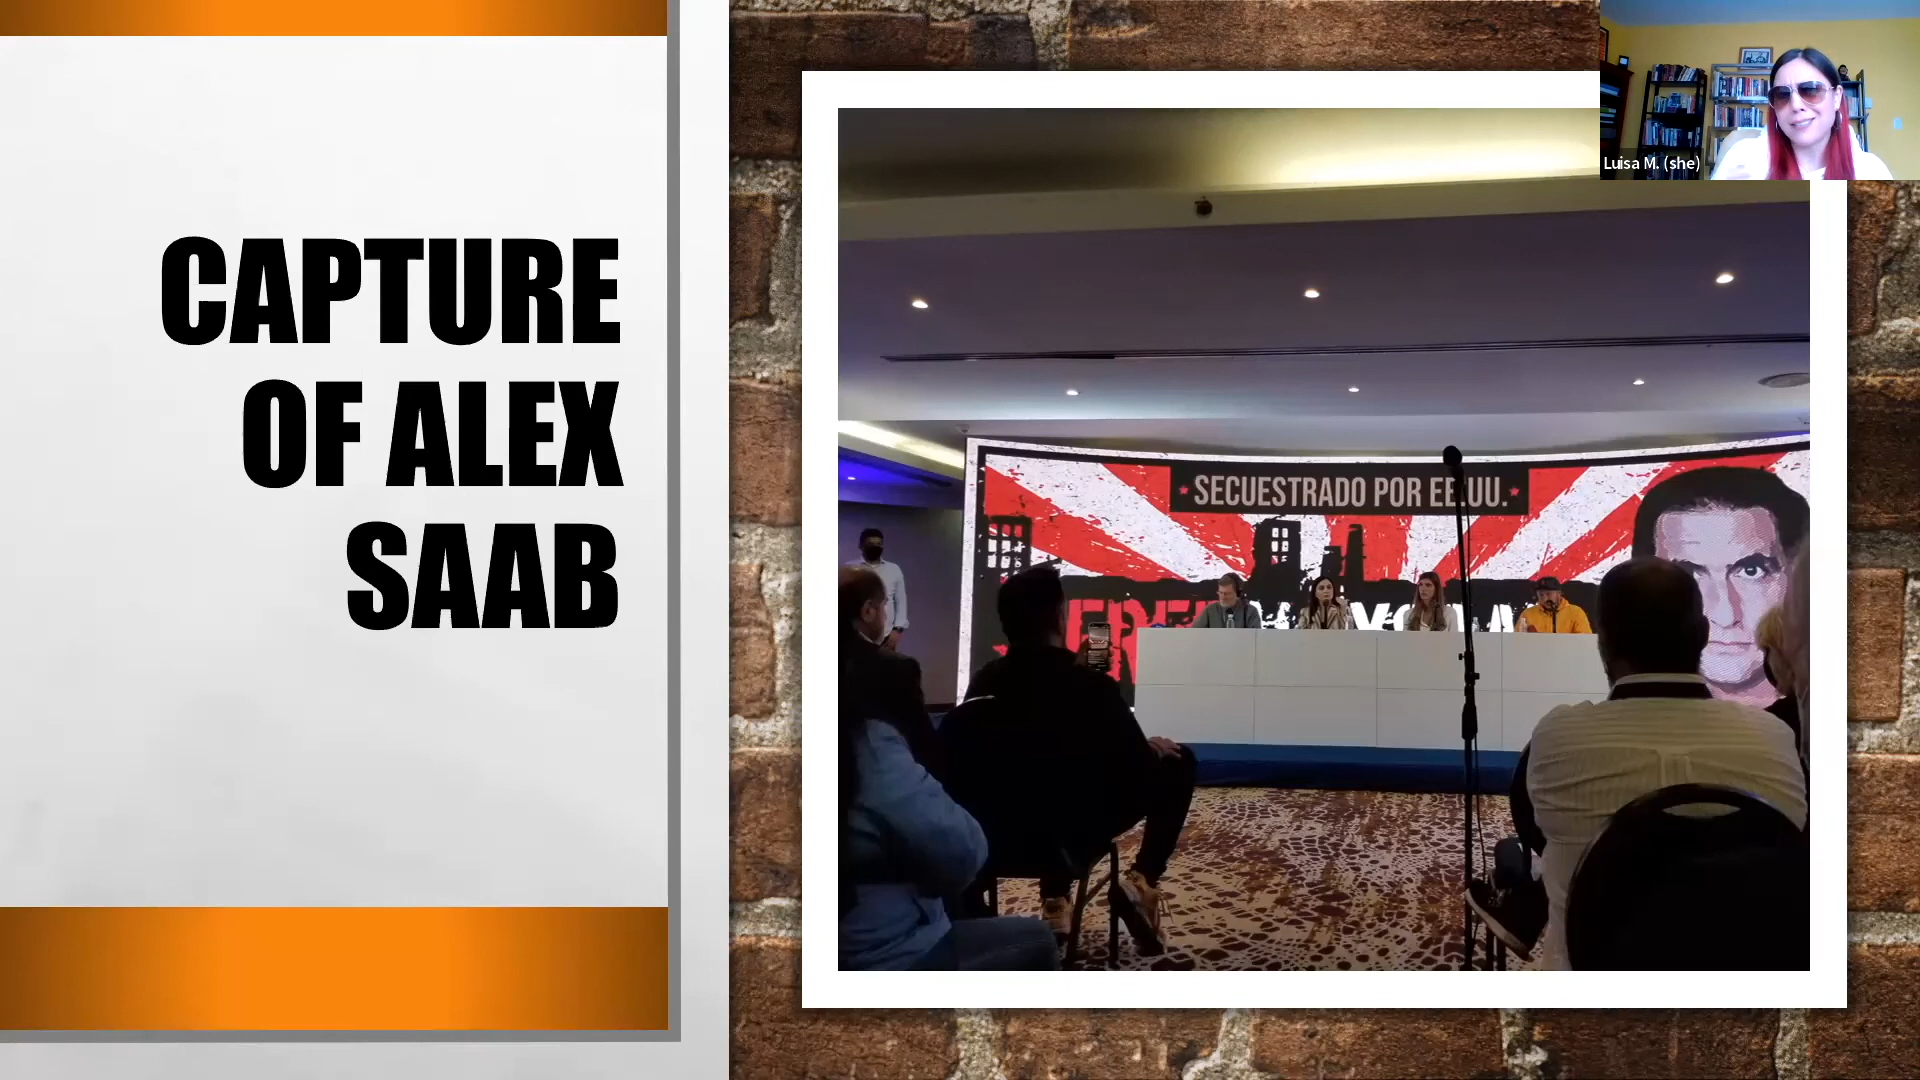 CAPTURE
OF ALEX
SAAB
SECUESTRADO POR EE.UU.
Luisa M. (she)